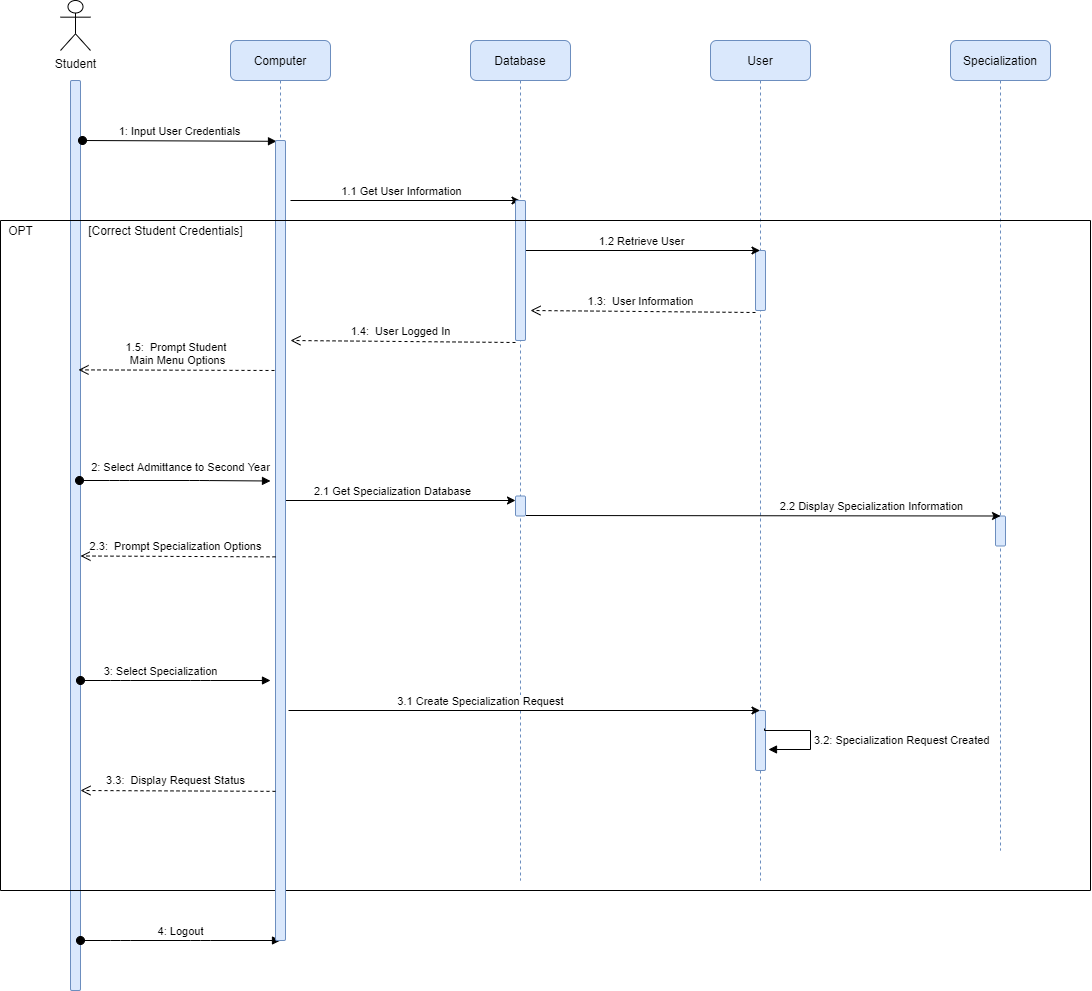 Student
Computer
Database
User
Specialization
1: Input User Credentials
1.1 Get User Information
OPT
[Correct Student Credentials]
1.2 Retrieve User
1.3:  User Information
1.4:  User Logged In
1.5:  Prompt Student
Main Menu Options
2: Select Admittance to Second Year
2.1 Get Specialization Database
2.2 Display Specialization Information
2.3:  Prompt Specialization Options
3: Select Specialization
3.1 Create Specialization Request
3.2: Specialization Request Created
3.3:  Display Request Status
4: Logout